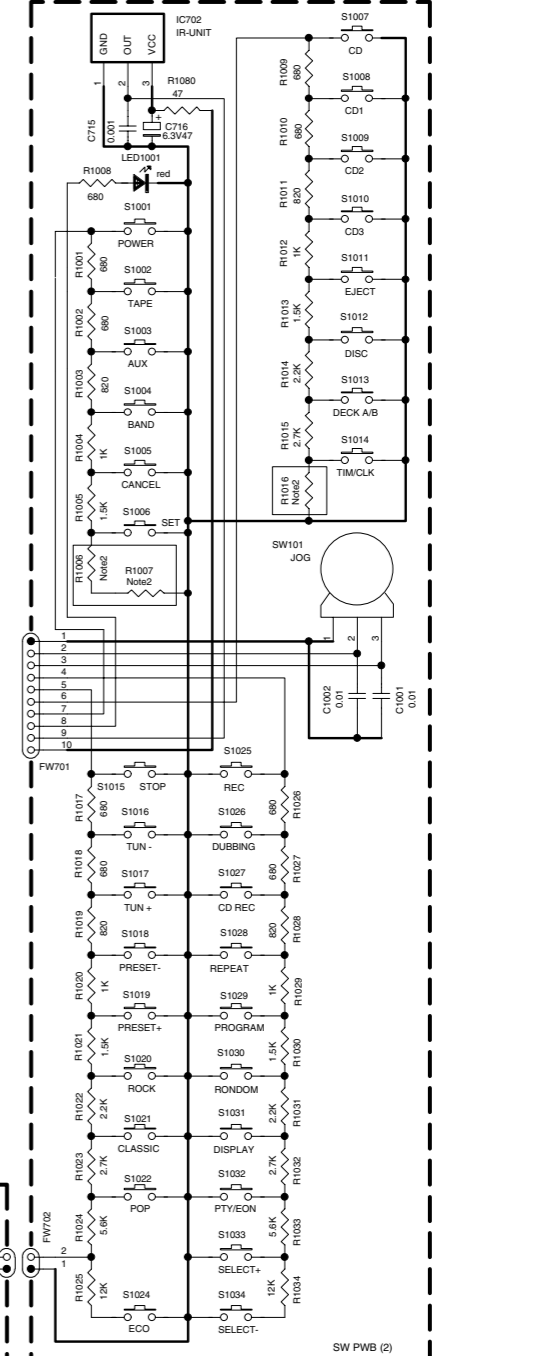 IC702
IR-UNIT
GND
OUT
VCC
1
2
3
R1080
47
C715
0.001
+
C716
6.3V47
LED1001
red
R1008
680
S1001
POWER
R1001
680
S1002
TAPE
R1002
680
S1003
AUX
R1003
820
S1004
BAND
R1004
1K
S1005
CANCEL
R1005
1.5K
S1006
SET
R1006
Note2
R1007
Note2
S1007
CD
R1009
680
S1008
CD1
R1010
680
S1009
CD2
R1011
820
S1010
CD3
R1012
1K
S1011
EJECT
R1013
1.5K
S1012
DISC
R1014
2.2K
S1013
DECK A/B
R1015
2.7K
S1014
TIM/CLK
R1016
Note2
SW101
JOG
1
2
3
C1002
0.01
C1001
0.01
1
2
3
4
5
6
7
8
9
10
FW701
S1015
STOP
R1017
680
S1016
TUN -
R1018
680
S1017
TUN +
R1019
820
S1018
PRESET-
R1020
1K
S1019
PRESET+
R1021
1.5K
S1020
ROCK
R1022
2.2K
S1021
CLASSIC
R1023
2.7K
S1022
POP
R1024
5.6K
R1025
12K
S1024
ECO
S1025
REC
680
R1026
S1026
DUBBING
680
R1027
S1027
CD REC
820
R1028
S1028
REPEAT
1K
R1029
S1029
PROGRAM
1.5K
R1030
S1030
RONDOM
2.2K
R1031
S1031
DISPLAY
2.7K
R1032
S1032
PTY/EON
5.6K
R1033
S1033
SELECT+
12K
R1034
S1034
SELECT-
FW702
2
1
SW PWB (2)